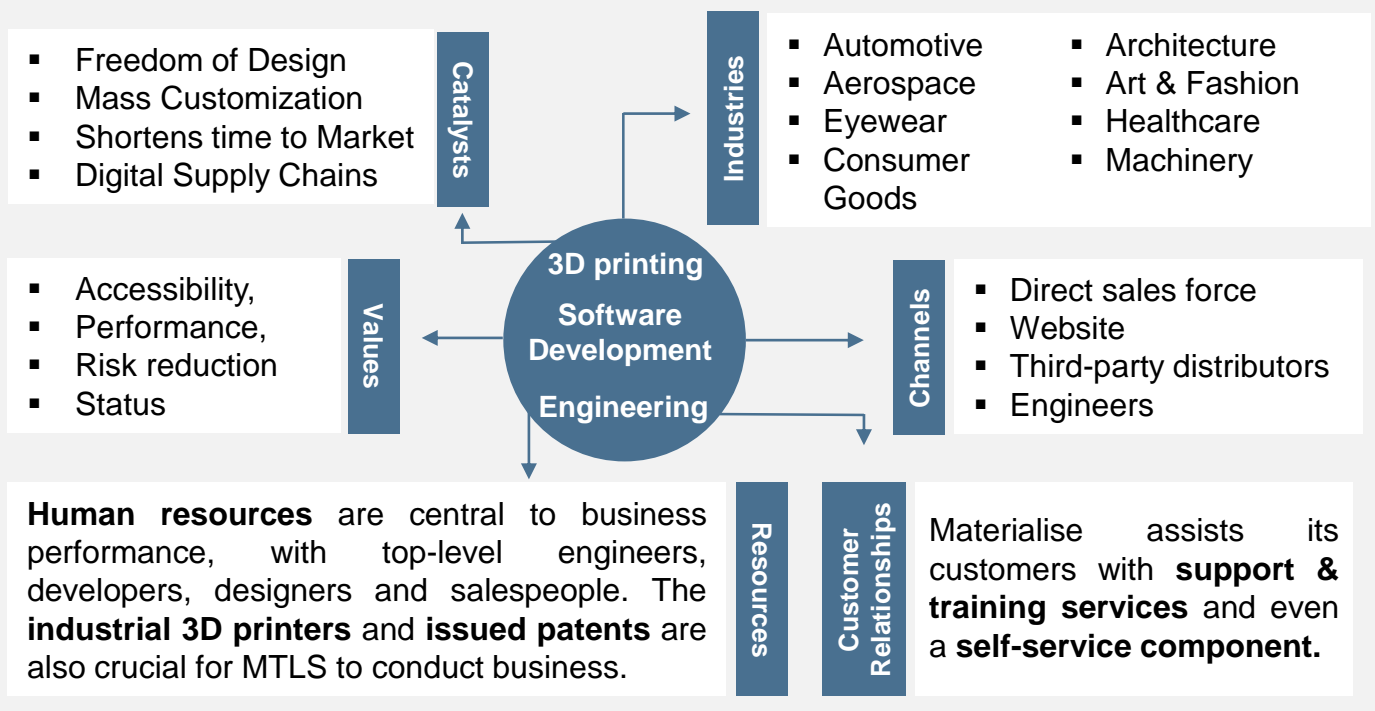 Catalysts
▪ Freedom of Design
▪ Mass Customization
▪ Shortens time to Market
▪ Digital Supply Chains
Industries
▪ Automotive
▪ Aerospace
▪ Eyewear
▪ Consumer
Goods
▪ Architecture
▪ Art & Fashion
▪ Healthcare
▪ Machinery
3D printing
Software
Development
Engineering
Values
▪ Accessibility,
▪ Performance,
▪ Risk reduction
▪ Status
Channels
▪ Direct sales force
▪ Website
▪ Third-party distributors
▪ Engineers
Resources
Human resources are central to business
performance, with top-level engineers,
developers, designers and salespeople. The
industrial 3D printers and issued patents are
also crucial for MTLS to conduct business.
Customer
Relationships
Materialise assists its
customers with support &
training services and even
a self-service component.